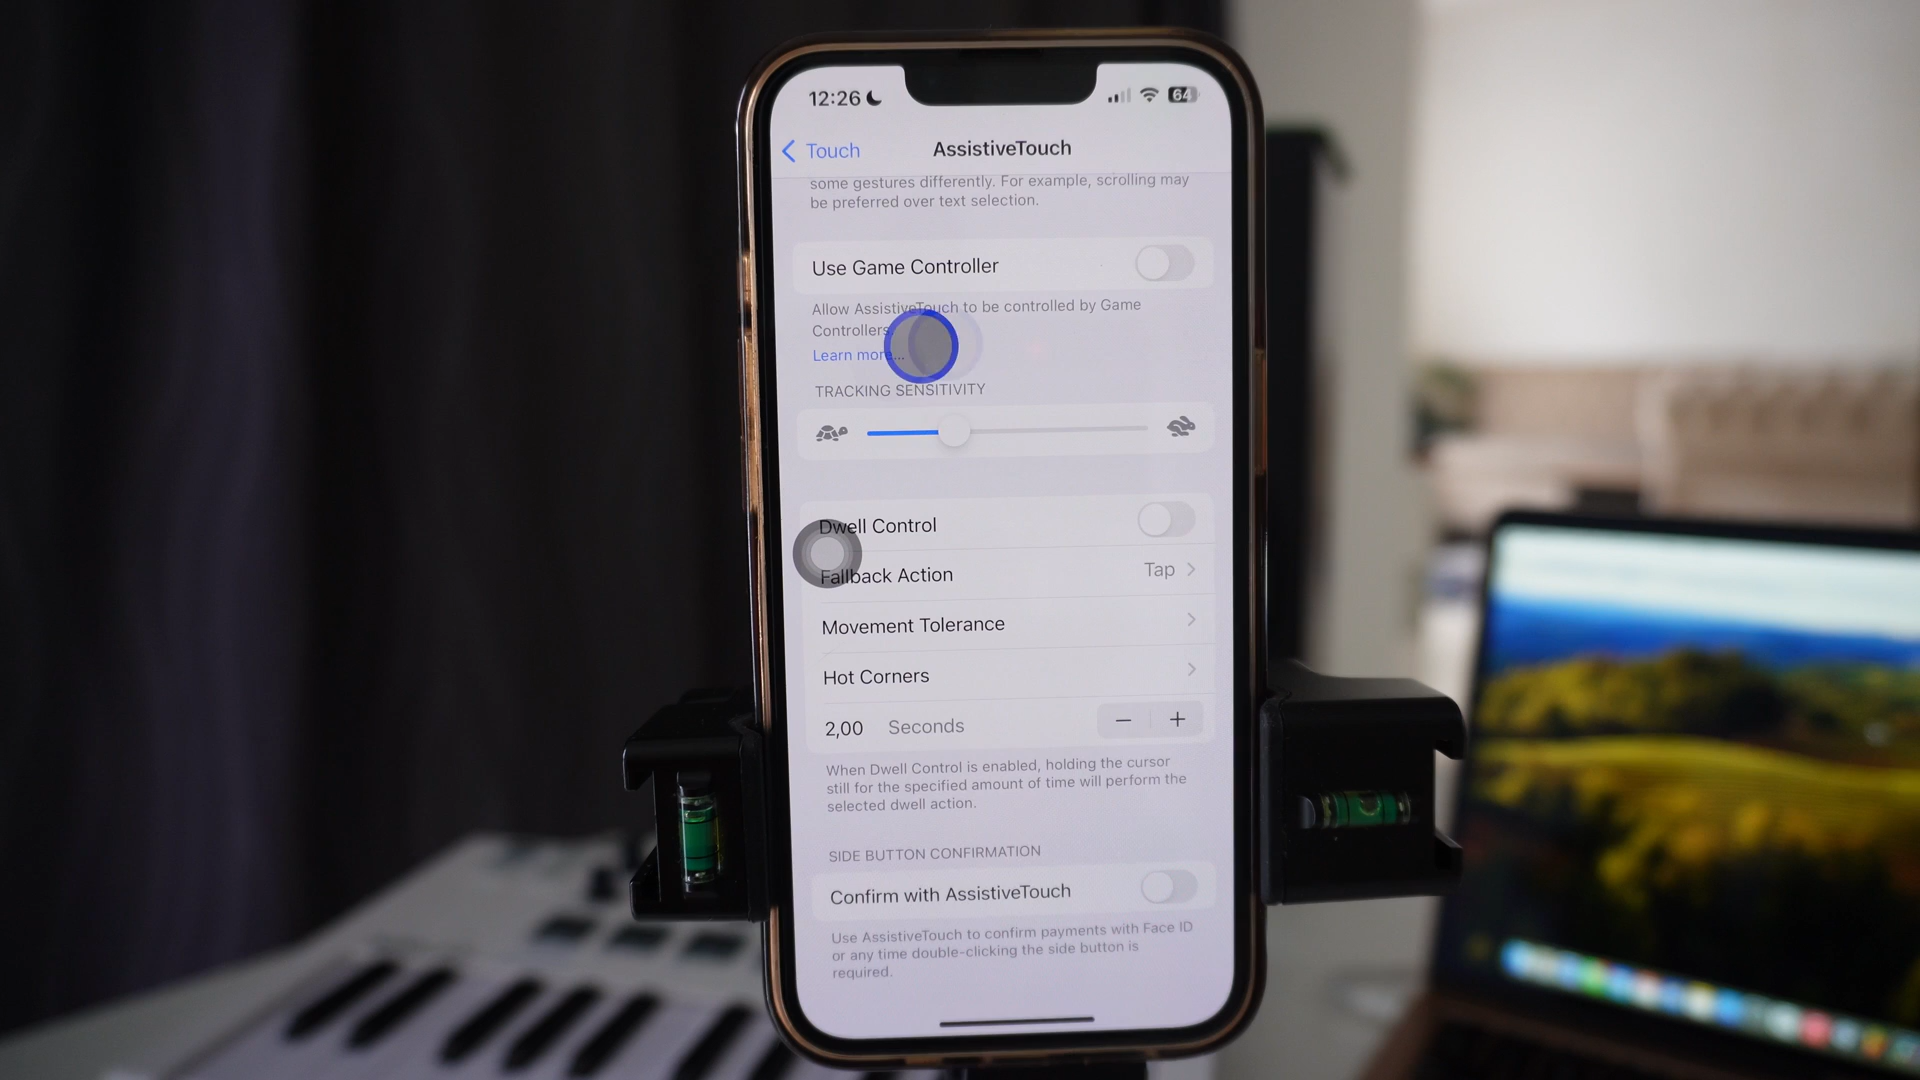 12:26
64
Touch
AssistiveTouch
some gestures differently. For example, scrolling may
be preferred over text selection.
Use Game Controller
Allow AssistiveTouch to be controlled by Game
Controllers.
Learn more...
TRACKING SENSITIVITY
Dwell Control
Fallback Action Tap
Movement Tolerance
Hot Corners
2,00 Seconds − +
When Dwell Control is enabled, holding the cursor
still for the specified amount of time will perform the
selected dwell action.
SIDE BUTTON CONFIRMATION
Confirm with AssistiveTouch
Use AssistiveTouch to confirm payments with Face ID
or any time double-clicking the side button is
required.